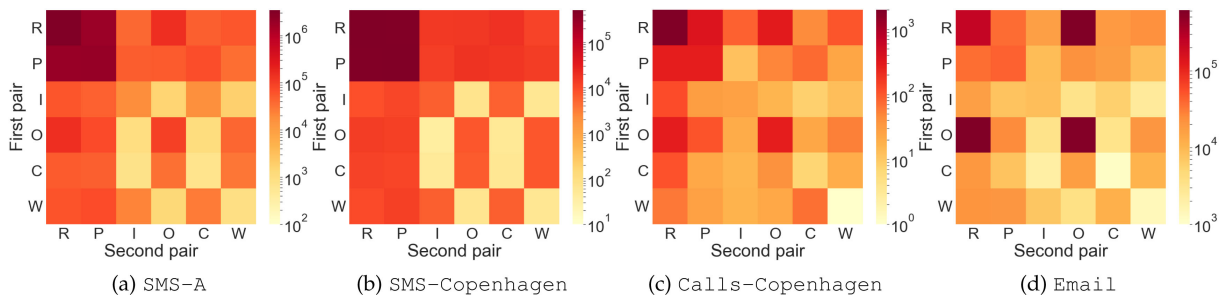 First pair
R
P
I
O
C
W
R P I O C W
Second pair
10^6
10^5
10^4
10^3
10^2
(a) SMS-A
First pair
R
P
I
O
C
W
R P I O C W
Second pair
10^5
10^4
10^3
10^2
10^1
(b) SMS-Copenhagen
First pair
R
P
I
O
C
W
R P I O C W
Second pair
10^3
10^2
10^1
10^0
(c) Calls-Copenhagen
First pair
R
P
I
O
C
W
R P I O C W
Second pair
10^5
10^4
10^3
(d) Email